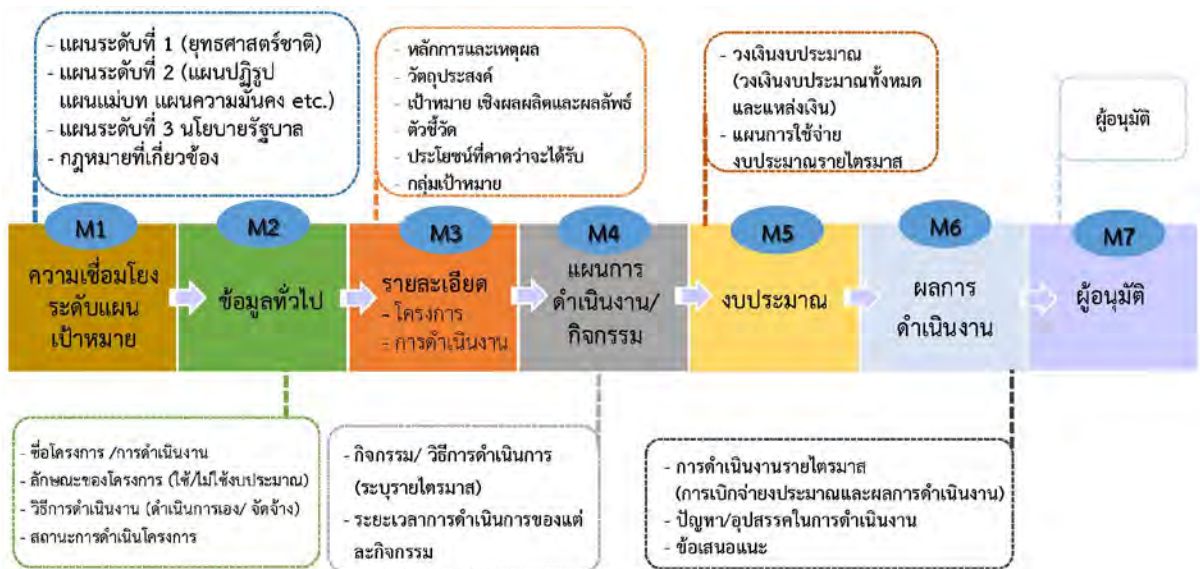 - แผนระดับที่ 1 (ยุทธศาสตร์ชาติ)
- แผนระดับที่ 2 (แผนปฏิรูป
แผนแม่บท แผนความมั่นคง etc.)
- แผนระดับที่ 3 นโยบายรัฐบาล
- กฎหมายที่เกี่ยวข้อง
- หลักการและเหตุผล
- วัตถุประสงค์
- เป้าหมาย เชิงผลผลิตและผลลัพธ์
- ตัวชี้วัด
- ประโยชน์ที่คาดว่าจะได้รับ
- กลุ่มเป้าหมาย
- วงเงินงบประมาณ
(วงเงินงบประมาณทั้งหมด
และแหล่งเงิน)
- แผนการใช้จ่าย
งบประมาณรายไตรมาส
ผู้อนุมัติ
M1
ความเชื่อมโยง
ระดับแผน
เป้าหมาย
M2
ข้อมูลทั่วไป
M3
รายละเอียด
- โครงการ
- การดำเนินงาน
M4
แผนการ
ดำเนินงาน/
กิจกรรม
M5
งบประมาณ
M6
ผลการ
ดำเนินงาน
M7
ผู้อนุมัติ
- ชื่อโครงการ /การดำเนินงาน
- ลักษณะของโครงการ (ใช้/ไม่ใช้งบประมาณ)
- วิธีการดำเนินงาน (ดำเนินการเอง/ จัดจ้าง)
- สถานะการดำเนินโครงการ
- กิจกรรม/ วิธีการดำเนินการ
(ระบุรายไตรมาส)
- ระยะเวลาการดำเนินการของแต่
ละกิจกรรม
- การดำเนินงานรายไตรมาส
(การเบิกจ่ายงประมาณและผลการดำเนินงาน)
- ปัญหา/อุปสรรคในการดำเนินงาน
- ข้อเสนอแนะ